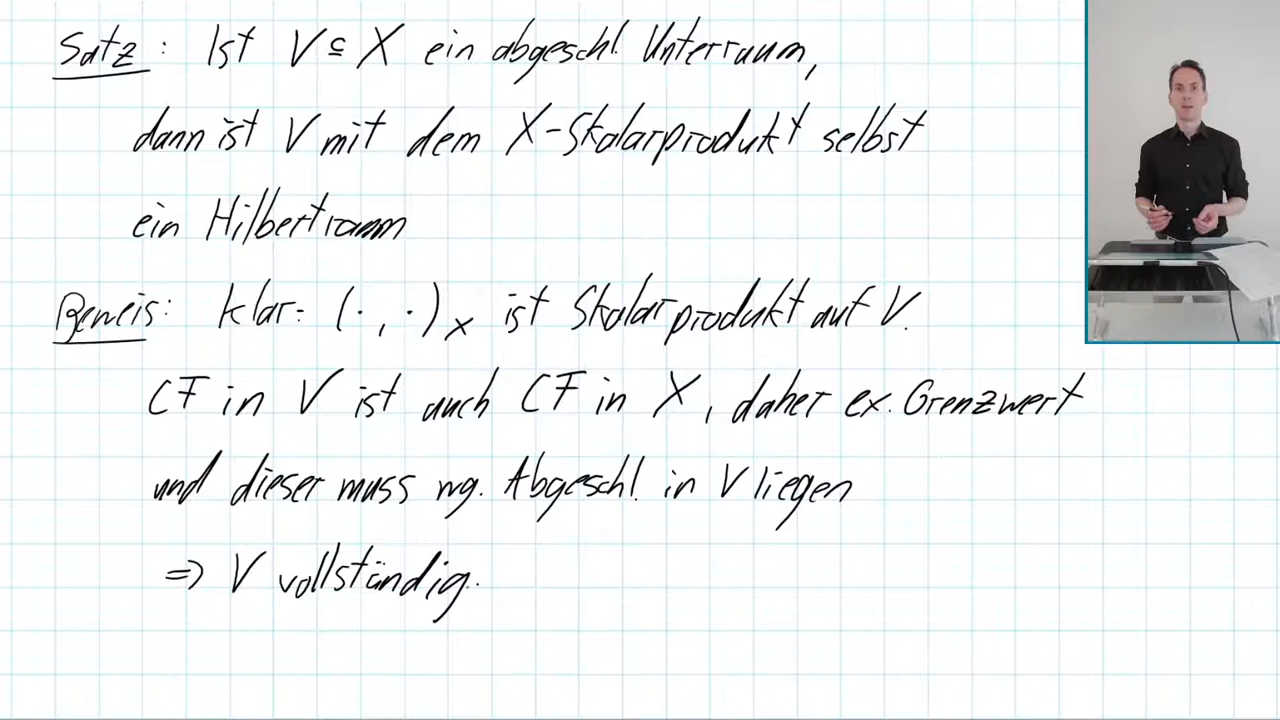 Satz: Ist V ⊆ X ein abgeschl. Unterraum,
dann ist V mit dem X-Skalarprodukt selbst
ein Hilbertraum
Beweis: Klar: (·,·)_X ist Skalarprodukt auf V.
CF in V ist auch CF in X, daher ex. Grenzwert
und dieser muss wg. Abgeschl. in V liegen
⇒ V vollständig.